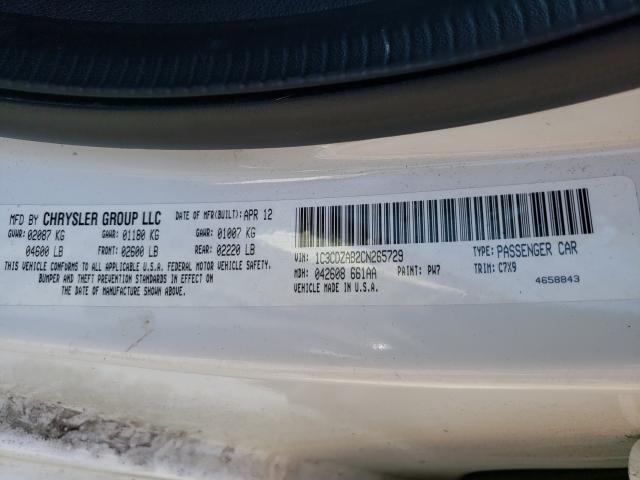 MFD BY CHRYSLER GROUP LLC DATE OF MFR(BUILT): APR 12
GVWR: 02087 KG GAWR: 01180 KG GAWR: 01007 KG
04600 LB FRONT: 02600 LB REAR: 02220 LB
THIS VEHICLE CONFORMS TO ALL APPLICABLE FEDERAL MOTOR VEHICLE SAFETY,
BUMPER AND THEFT PREVENTION STANDARDS IN EFFECT ON
THE DATE OF MANUFACTURE SHOWN ABOVE.
VIN: 1C3CDZAB2CN265729 TYPE: PASSENGER CAR
MDH: 042608 661AA PAINT: PW7 TRIM: C7X9
VEHICLE MADE IN U.S.A. 4658843